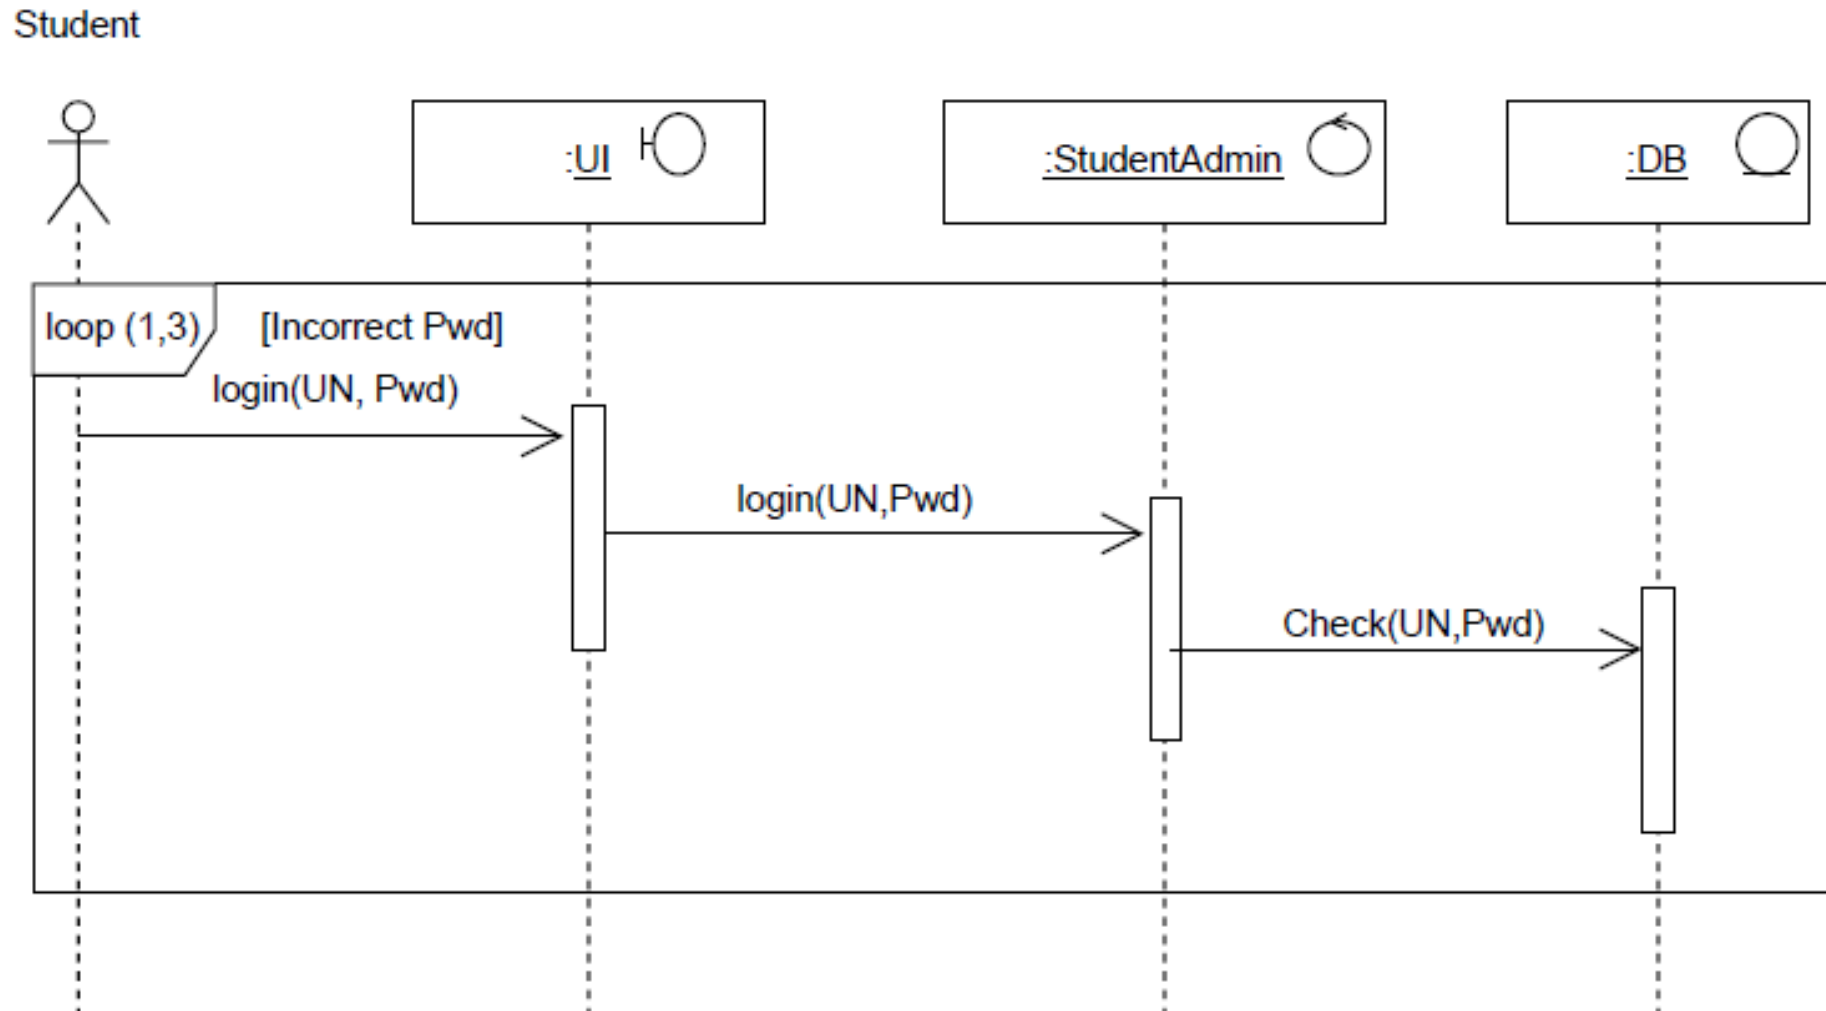 Student
:UI
:StudentAdmin
:DB
loop (1,3)
[Incorrect Pwd]
login(UN, Pwd)
login(UN,Pwd)
Check(UN,Pwd)